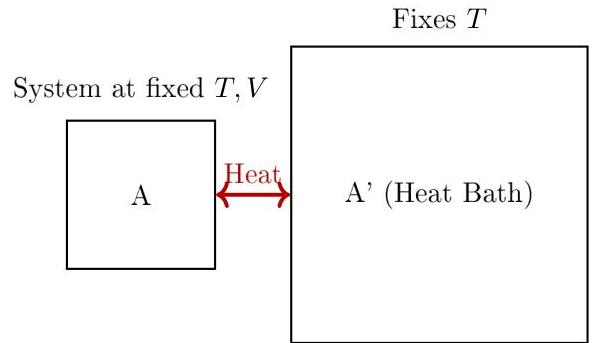 Fixes T
System at fixed T, V
Heat
A
A' (Heat Bath)